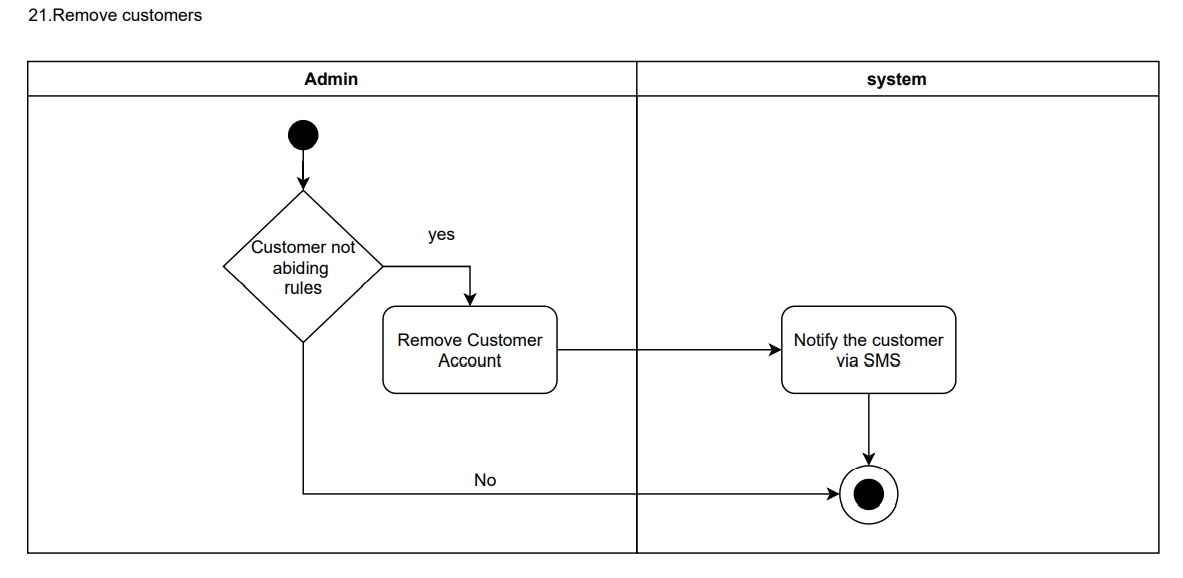 21.Remove customers
Admin
system
Customer not
abiding
rules
yes
Remove Customer
Account
Notify the customer
via SMS
No